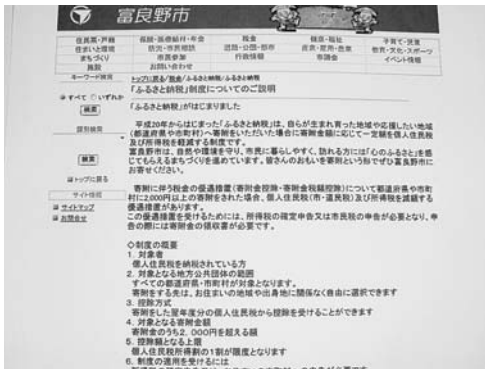 富良野市
住民票・戸籍
保険・医療給付・年金
税金
健康・福祉
子育て・児童
住まいと環境
防災・市民相談
道路・公園・都市
産業・雇用・農業
教育・文化・スポーツ
まちづくり
市民参加
行政情報
市議会
イベント情報
施設
お問い合わせ
キーワード検索
トップに戻る/税金/ふるさと納税/ふるさと納税
「ふるさと納税」制度についてのご説明
すべて いずれか
検索
「ふるさと納税」がはじまりました
平成20年からはじまった「ふるさと納税」は、自らが生まれ育った地域や応援したい地域
(都道府県や市町村)へ寄附をいただいた場合に寄附金額に応じて一定額を個人住民税
及び所得税を軽減する制度です。
富良野市は、自然や環境を守り、市民に暮らしやすく、訪れる方には「心のふるさと」を感
じてもらえるまちづくりを進めています。皆さんのおもいを寄附という形でぜひ富良野市に
お寄せください。
検索
トップに戻る
サイト情報
サイトマップ
お問合せ
寄附に伴う税金の優遇措置(寄附金控除・寄附金税額控除)について都道府県や市町
村に2000円以上の寄附をされた場合、個人住民税(市・道民税)及び所得税を減額する
優遇措置があります。
この優遇措置を受けるためには、所得税の確定申告又は市民税の申告が必要となり、申
告の際には寄附金の領収書が必要です。
◇制度の概要
1. 対象者
個人住民税を納税されている方
2. 対象となる地方公共団体の範囲
すべての都道府県・市町村が対象となります。
寄附をする先は、お住まいの地域や出身地に関係なく自由に選択できます
3. 控除方式
寄附をした翌年度分の個人住民税から控除を受けることができます
4. 対象となる寄附金額
寄附金のうち2,000円を超える額
5. 控除額となる上限
個人住民税所得割の1割が限度となります
6. 制度の適用を受けるには